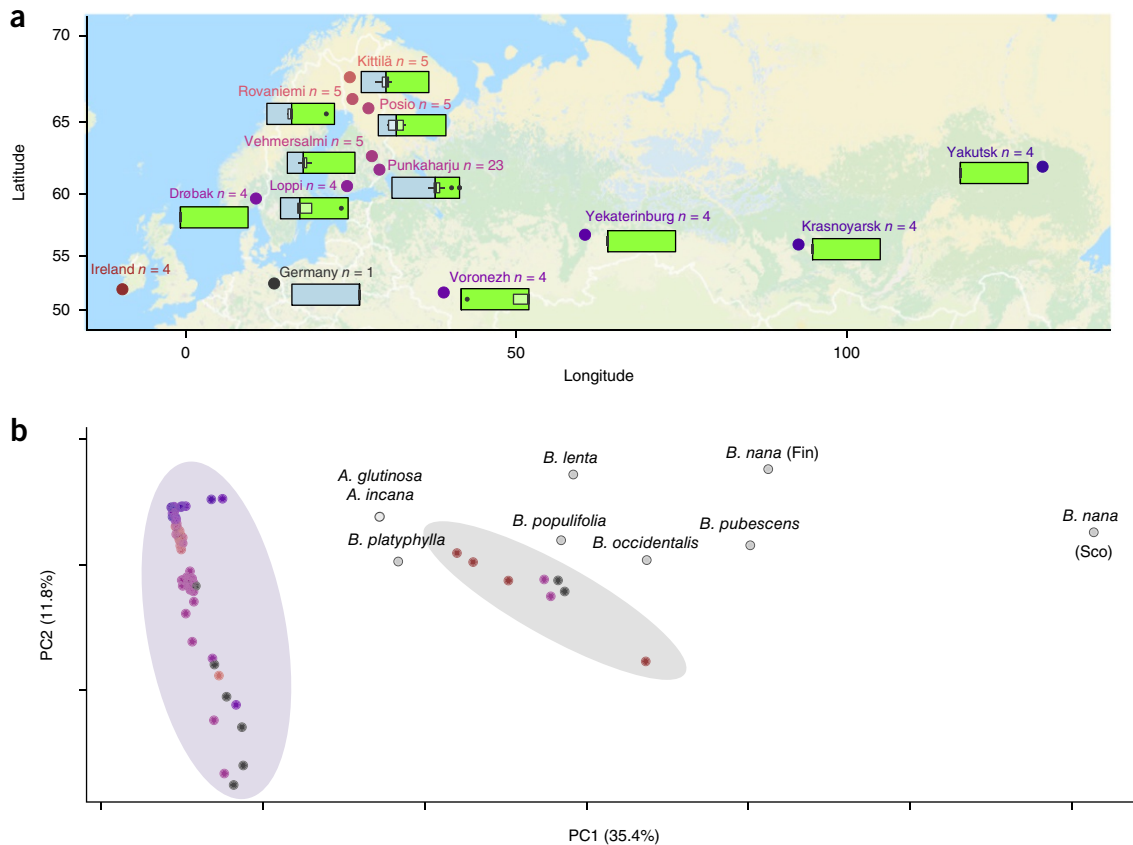 a
70
65
60
55
50
Latitude
Kittilä n = 5
Rovaniemi n = 5
Posio n = 5
Vehmersalmi n = 5
Punkaharju n = 23
Yakutsk n = 4
Drøbak n = 4
Loppi n = 4
Yekaterinburg n = 4
Krasnoyarsk n = 4
Ireland n = 4
Germany n = 1
Voronezh n = 4
0
50
100
Longitude
b
B. nana (Fin)
B. lenta
A. glutinosa
A. incana
B. populifolia
B. pubescens
B. nana
(Sco)
B. platyphylla
B. occidentalis
PC2 (11.8%)
PC1 (35.4%)